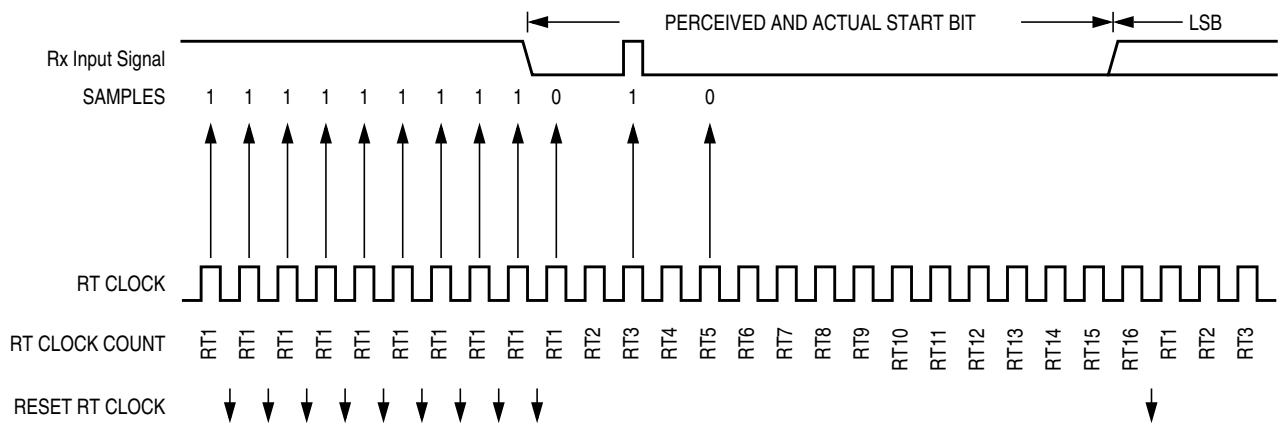 PERCEIVED AND ACTUAL START BIT LSB
Rx Input Signal
SAMPLES 1 1 1 1 1 1 1 1 1 0 1 0
RT CLOCK
RT CLOCK COUNT RT1 RT1 RT1 RT1 RT1 RT1 RT1 RT1 RT1 RT1 RT2 RT3 RT4 RT5 RT6 RT7 RT8 RT9 RT10 RT11 RT12 RT13 RT14 RT15 RT16 RT1 RT2 RT3
RESET RT CLOCK